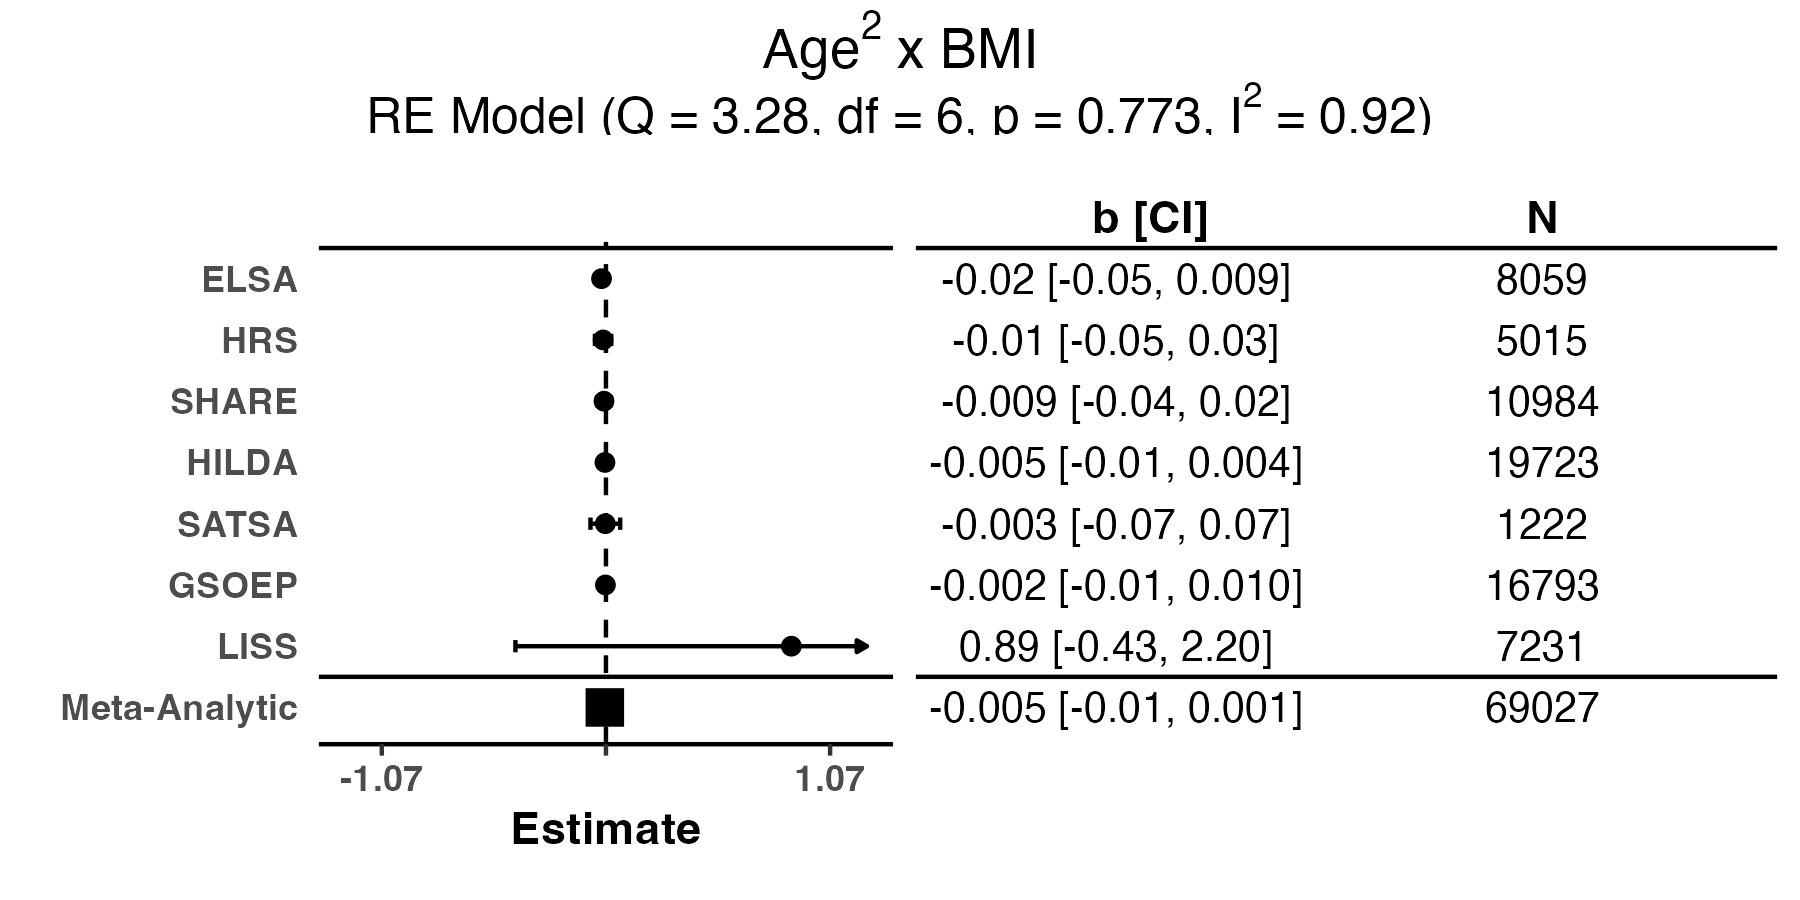 Age² x BMI
RE Model (Q = 3.28, df = 6, p = 0.773, I² = 0.92)
b [CI] N
ELSA -0.02 [-0.05, 0.009] 8059
HRS -0.01 [-0.05, 0.03] 5015
SHARE -0.009 [-0.04, 0.02] 10984
HILDA -0.005 [-0.01, 0.004] 19723
SATSA -0.003 [-0.07, 0.07] 1222
GSOEP -0.002 [-0.01, 0.010] 16793
LISS 0.89 [-0.43, 2.20] 7231
Meta-Analytic -0.005 [-0.01, 0.001] 69027
-1.07 1.07
Estimate